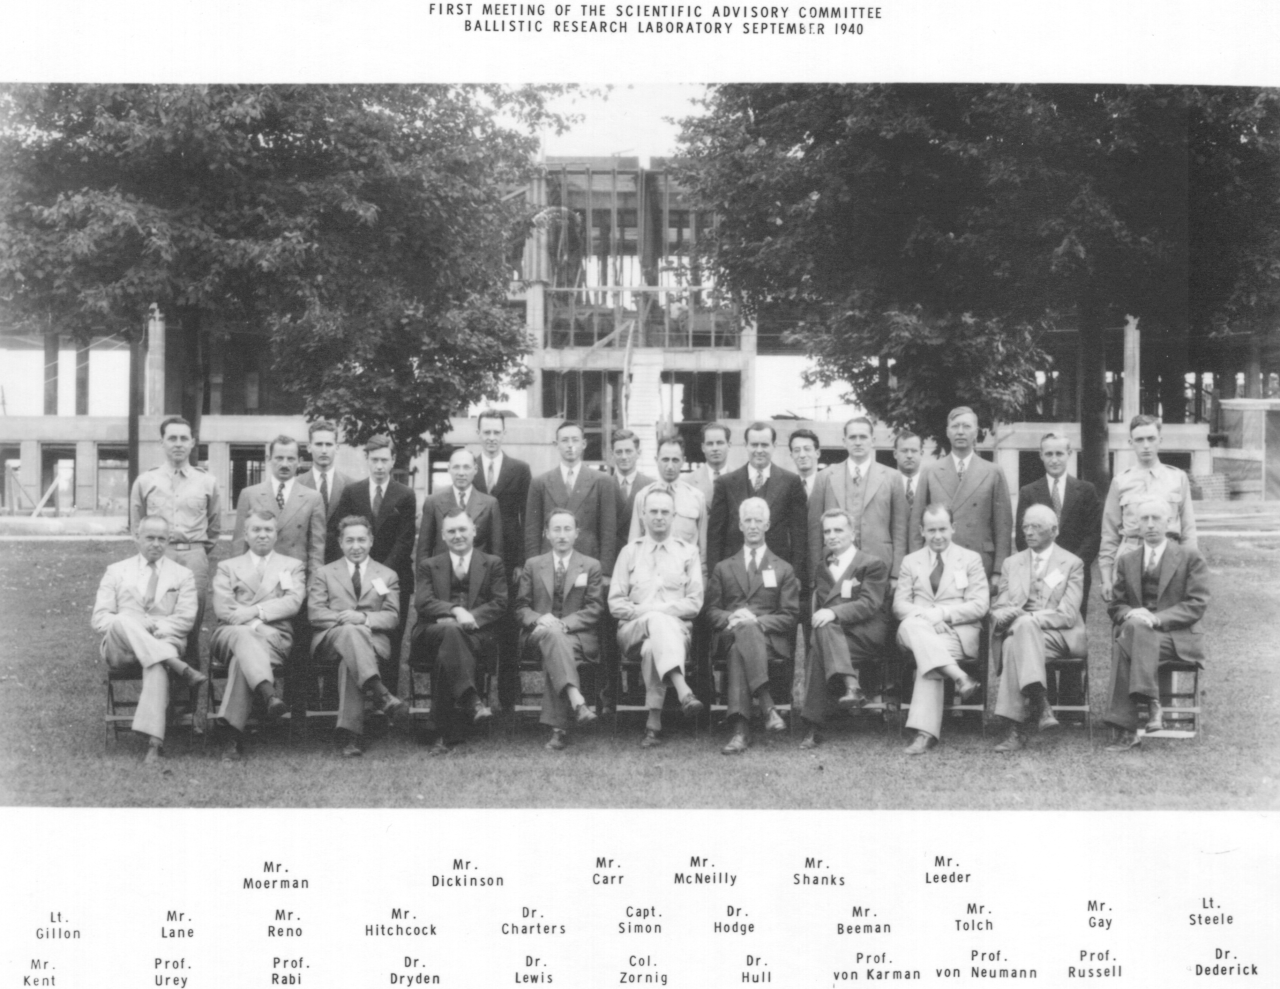 FIRST MEETING OF THE SCIENTIFIC ADVISORY COMMITTEE
BALLISTIC RESEARCH LABORATORY SEPTEMBER 1940
Mr. Mr. Mr. Mr. Mr. Mr.
Moerman Dickinson Carr McNeilly Shanks Leeder
Lt. Mr. Mr. Mr. Dr. Capt. Dr. Mr. Mr. Mr. Lt.
Gillon Lane Reno Hitchcock Charters Simon Hodge Beeman Tolch Gay Steele
Mr. Prof. Prof. Dr. Dr. Col. Dr. Prof. Prof. Prof. Dr.
Kent Urey Rabi Dryden Lewis Zornig Hull von Karman von Neumann Russell Dederick